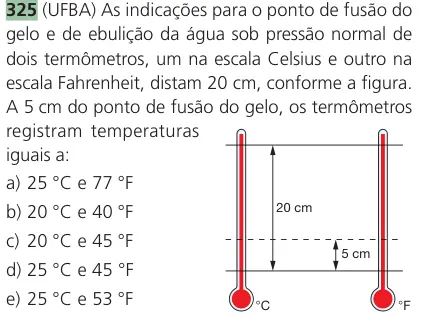 325 (UFBA) As indicações para o ponto de fusão do
gelo e de ebulição da água sob pressão normal de
dois termômetros, um na escala Celsius e outro na
escala Fahrenheit, distam 20 cm, conforme a figura.
A 5 cm do ponto de fusão do gelo, os termômetros
registram temperaturas
iguais a:
a) 25 °C e 77 °F
b) 20 °C e 40 °F
c) 20 °C e 45 °F
d) 25 °C e 45 °F
e) 25 °C e 53 °F
20 cm
5 cm
°C
°F